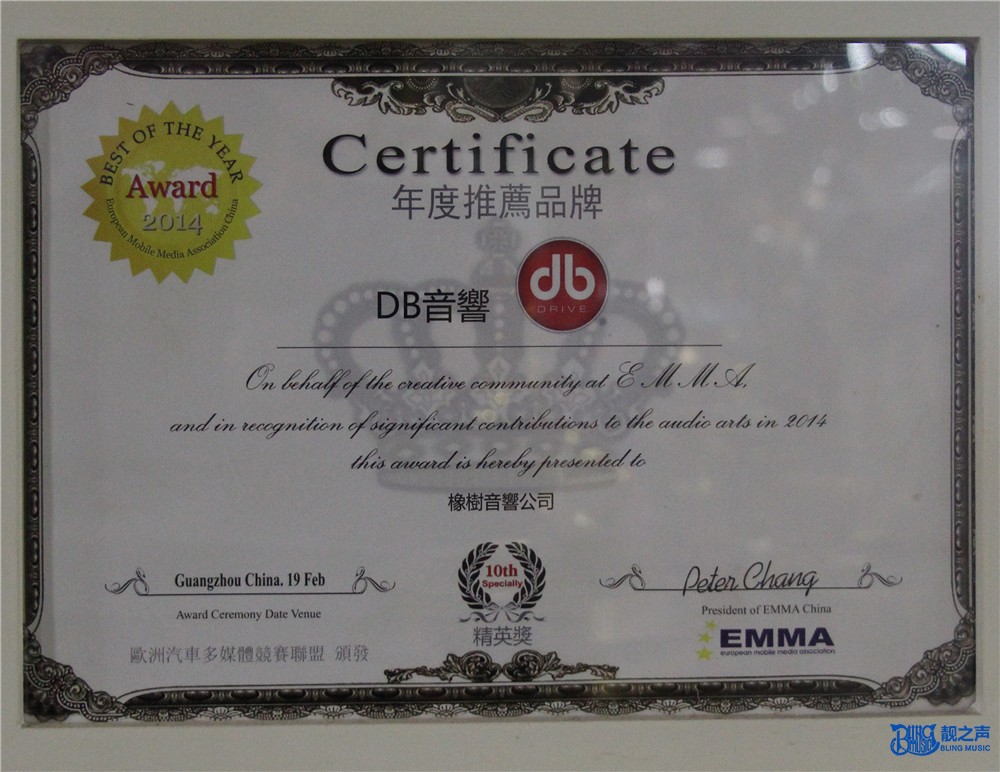 BEST OF THE YEAR
Award
2014
European Mobile Media Association China
Certificate
年度推薦品牌
DB音響
db
DRIVE
On behalf of the creative community at E M M A,
and in recognition of significant contributions to the audio arts in 2014
this award is hereby presented to
橡樹音響公司
Guangzhou China. 19 Feb
Award Ceremony Date Venue
歐洲汽車多媒體競賽聯盟 頒發
10th
Specially
精英獎
Peter Chang
President of EMMA China
EMMA
european mobile media association
BLING MUSIC
靓之声
BLING MUSIC